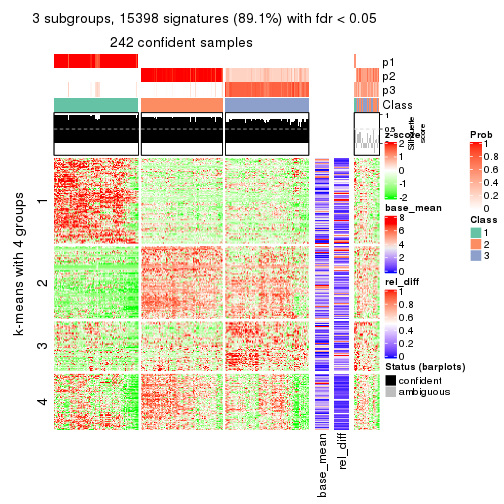 3 subgroups, 15398 signatures (89.1%) with fdr < 0.05
242 confident samples
p1
p2
p3
Class
1
0.5
0
Silhouette
score
k-means with 4 groups
1
2
3
4
base_mean
rel_diff
z-score
2
1
0
-1
-2
base_mean
8
6
4
2
0
rel_diff
1
0.8
0.6
0.4
0.2
0
Status (barplots)
confident
ambiguous
Prob
1
0.8
0.6
0.4
0.2
0
Class
1
2
3